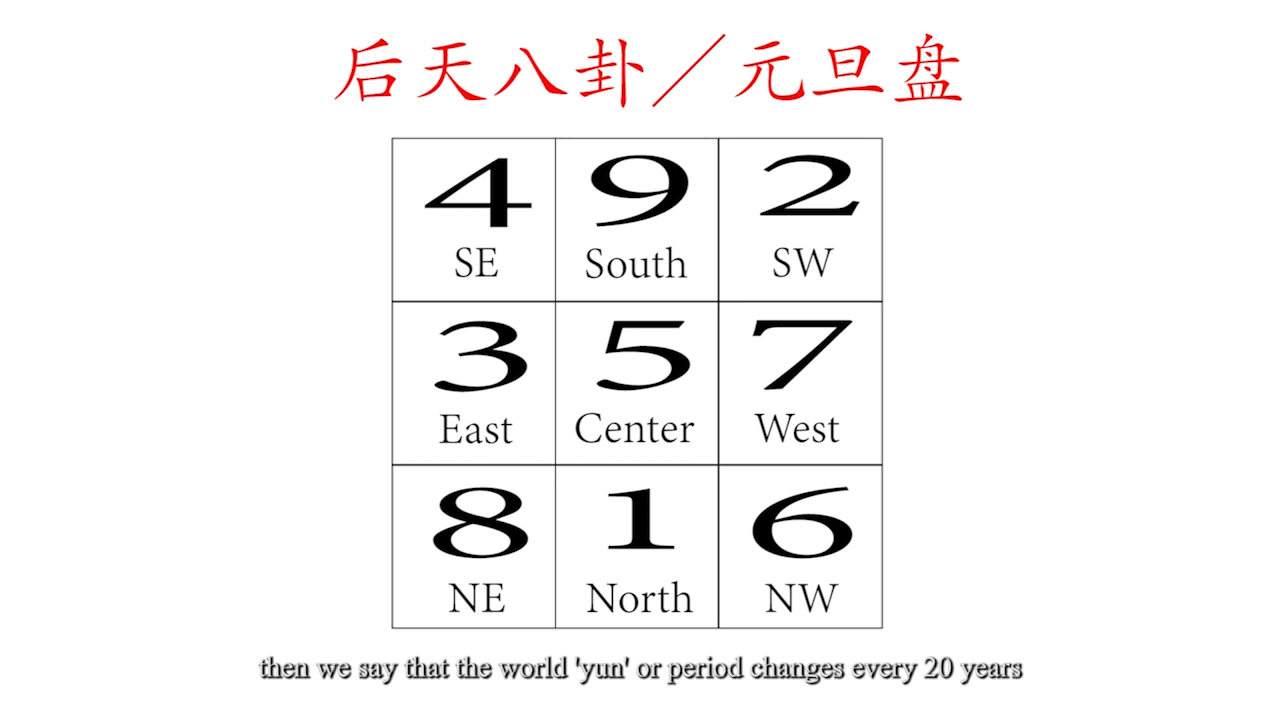 后天八卦／元旦盘
4 9 2
SE South SW
3 5 7
East Center West
8 1 6
NE North NW
then we say that the world 'yun' or period changes every 20 years